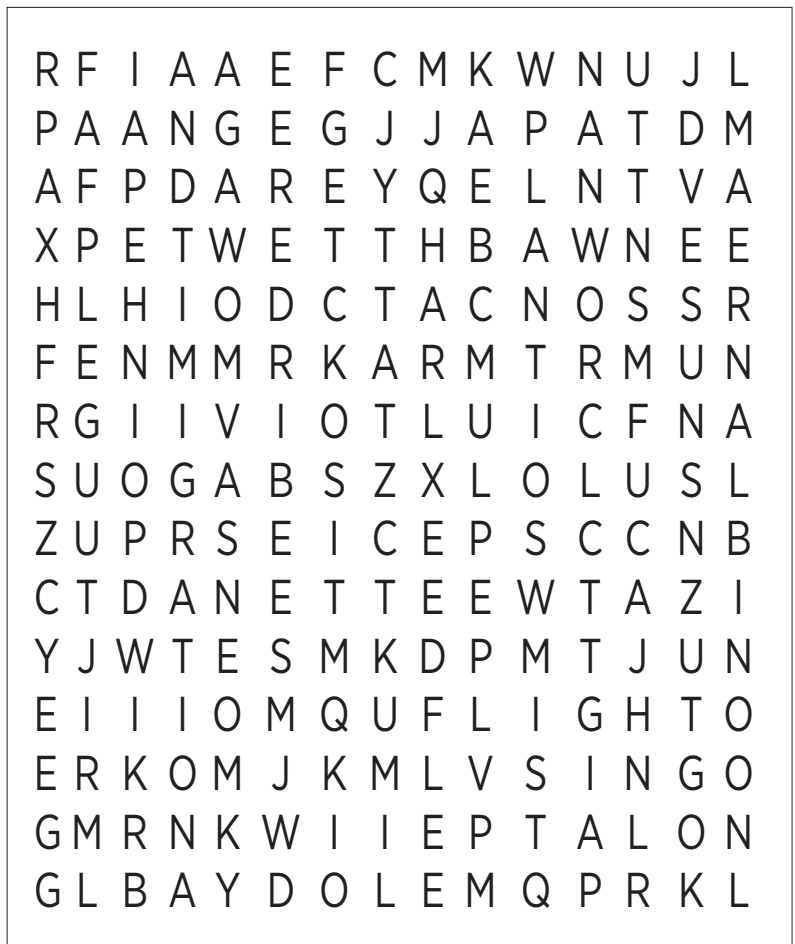 R F I A A E F C M K W N U J L
P A A N G E G J J A P A T D M
A F P D A R E Y Q E L N T V A
X P E T W E T T H B A W N E E
H L H I O D C T A C N O S S R
F E N M M R K A R M T R M U N
R G I I V I O T L U I C F N A
S U O G A B S Z X L O L U S L
Z U P R S E I C E P S C C N B
C T D A N E T T E E W T A Z I
Y J W T E S M K D P M T J U N
E I I I O M Q U F L I G H T O
E R K O M J K M L V S I N G O
G M R N K W I I E P T A L O N
G L B A Y D O L E M Q P R K L